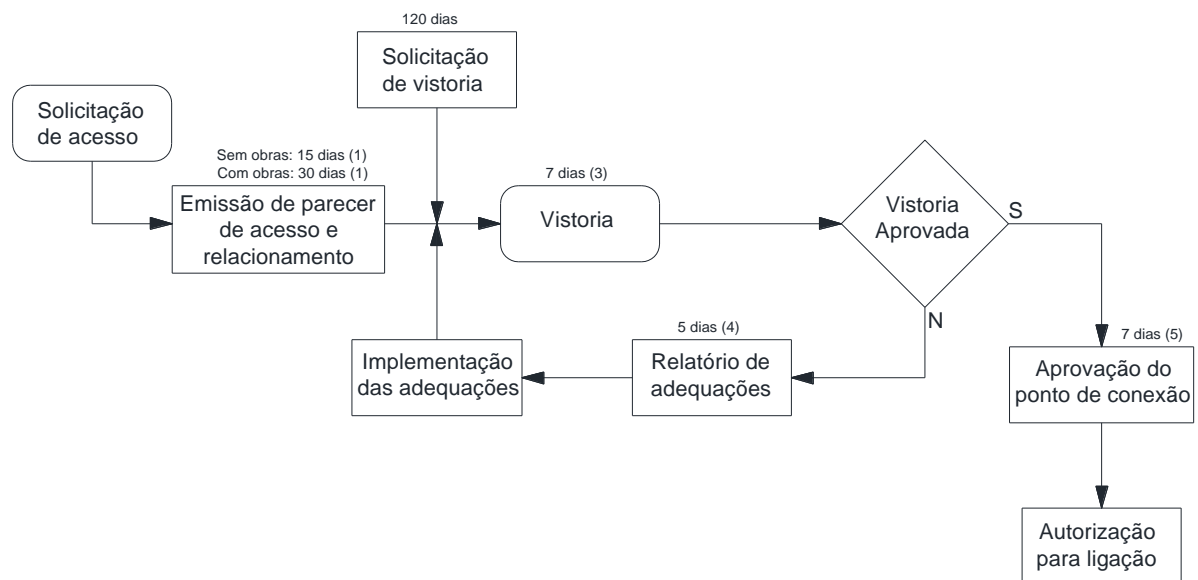 120 dias
Solicitação
de vistoria
Solicitação
de acesso
Sem obras: 15 dias (1)
Com obras: 30 dias (1)
Emissão de parecer
de acesso e
relacionamento
7 dias (3)
Vistoria
Vistoria
Aprovada
S
N
5 dias (4)
Relatório de
adequações
Implementação
das adequações
7 dias (5)
Aprovação do
ponto de conexão
Autorização
para ligação